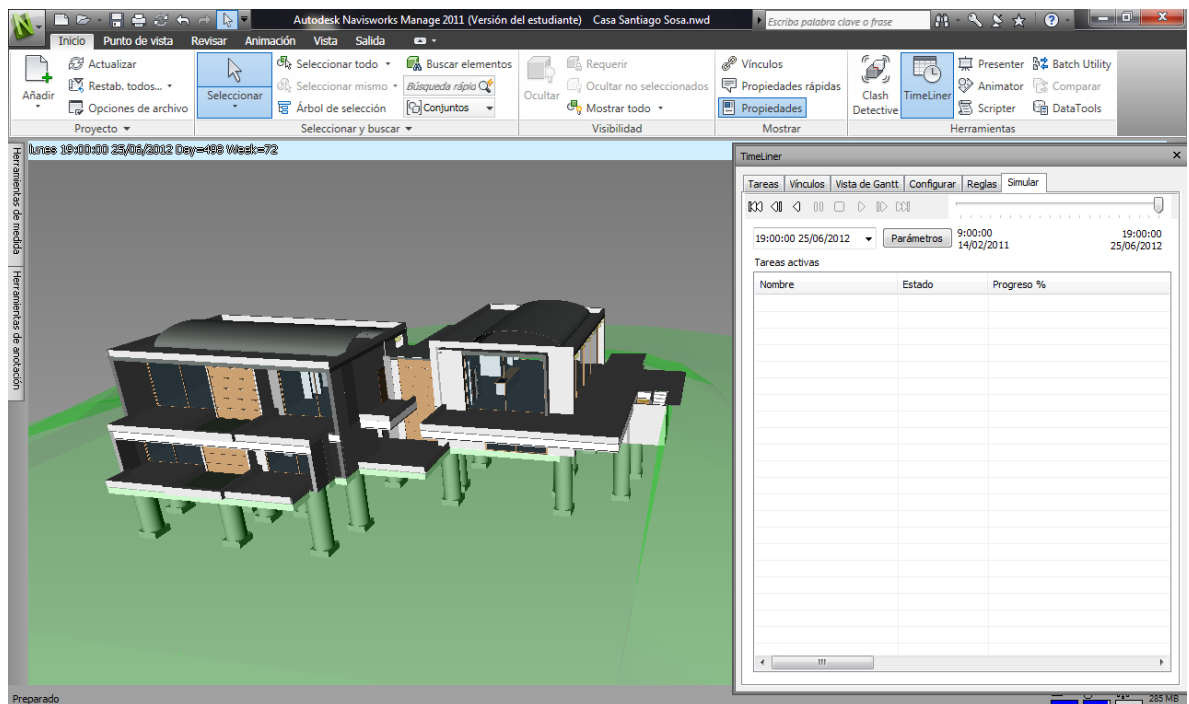 Autodesk Navisworks Manage 2011 (Versión del estudiante) Casa Santiago Sosa.nwd
Escriba palabra clave o frase
Inicio Punto de vista Revisar Animación Vista Salida
Añadir
Actualizar
Restab. todos...
Opciones de archivo
Proyecto
Seleccionar
Seleccionar todo
Seleccionar mismo
Árbol de selección
Buscar elementos
Búsqueda rápia
Conjuntos
Seleccionar y buscar
Ocultar
Requerir
Ocultar no seleccionados
Mostrar todo
Visibilidad
Vínculos
Propiedades rápidas
Propiedades
Mostrar
Clash
Detective
TimeLiner
Presenter
Animator
Scripter
Batch Utility
Comparar
DataTools
Herramientas
Herramientas de medida
Herramientas de anotación
lunes 19:00:00 25/06/2012 Day=498 Week=72
TimeLiner
Tareas Vínculos Vista de Gantt Configurar Reglas Simular
19:00:00 25/06/2012
Parámetros
9:00:00
14/02/2011
19:00:00
25/06/2012
Tareas activas
Nombre Estado Progreso %
Preparado
285 MB